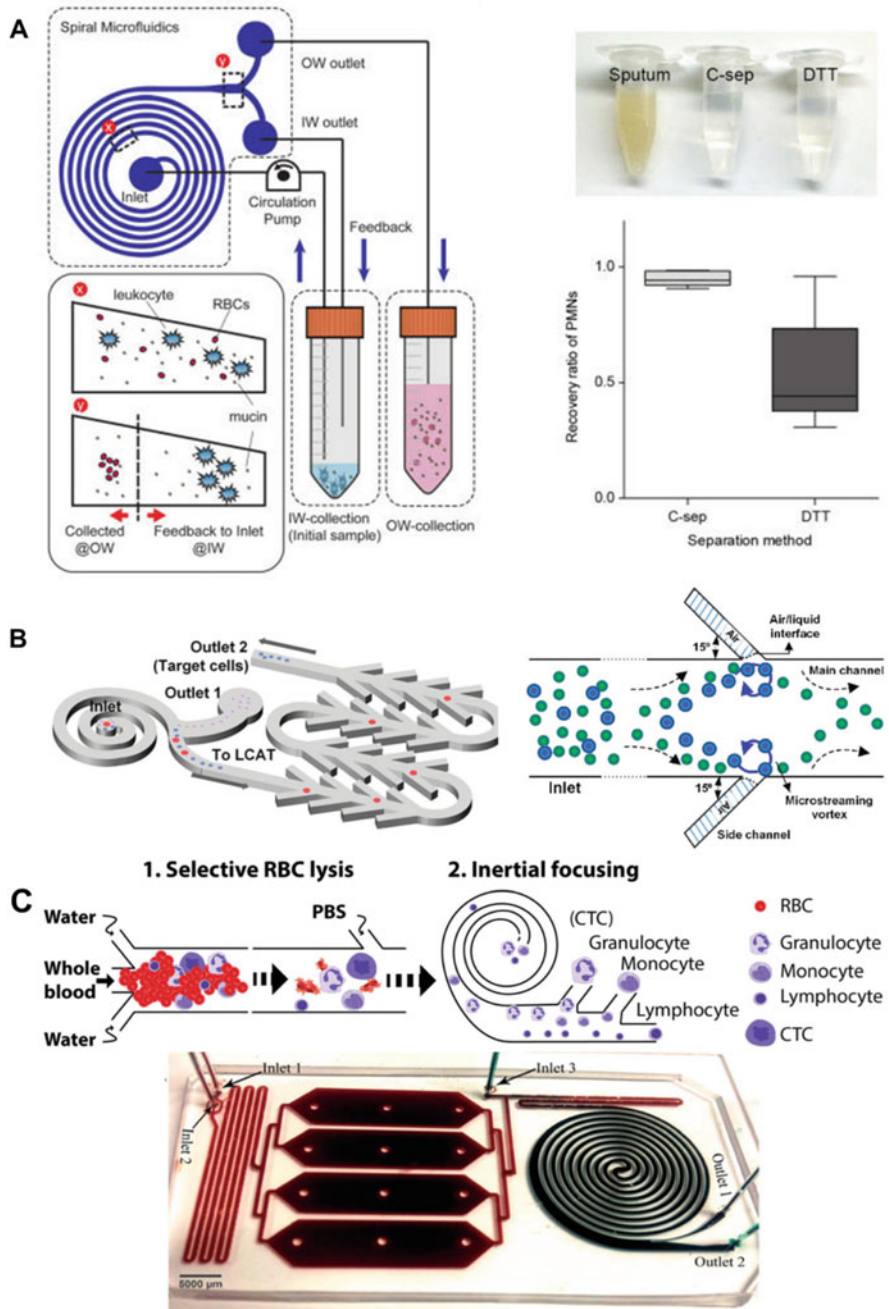 A
Spiral Microfluidics
y
OW outlet
x
IW outlet
Inlet
Circulation
Pump
Feedback
x
leukocyte
RBCs
mucin
y
Collected
@OW
Feedback to Inlet
@IW
IW-collection
(Initial sample)
OW-collection
Sputum
C-sep
DTT
Recovery ratio of PMNs
1.0
0.5
0.0
C-sep
DTT
Separation method
B
Outlet 2
(Target cells)
Outlet 1
Inlet
To LCAT
Air
15°
Air/liquid
interface
Main channel
Inlet
15°
Air
Microstreaming
vortex
Side channel
C
1. Selective RBC lysis
2. Inertial focusing
Water
Whole
blood
Water
PBS
(CTC)
Granulocyte
Monocyte
Lymphocyte
RBC
Granulocyte
Monocyte
Lymphocyte
CTC
Inlet 1
Inlet 2
Inlet 3
Outlet 1
Outlet 2
5000 μm